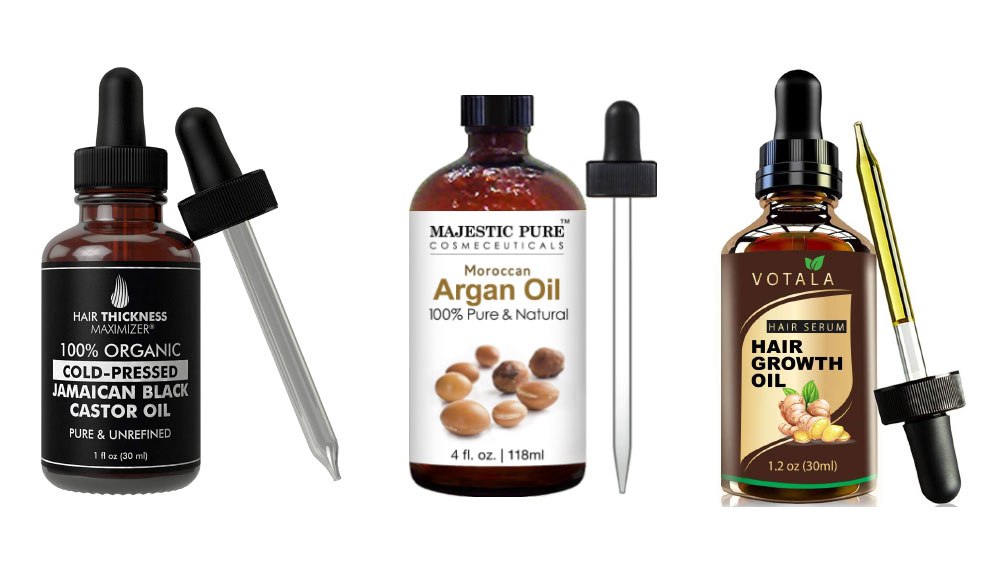 HAIR THICKNESS
MAXIMIZER®
100% ORGANIC
COLD-PRESSED
JAMAICAN BLACK
CASTOR OIL
PURE & UNREFINED
1 fl oz (30 ml)
MAJESTIC PURE™
COSMECEUTICALS
Moroccan
Argan Oil
100% Pure & Natural
4 fl. oz. | 118ml
VOTALA
HAIR SERUM
HAIR
GROWTH
OIL
1.2 oz (30ml)